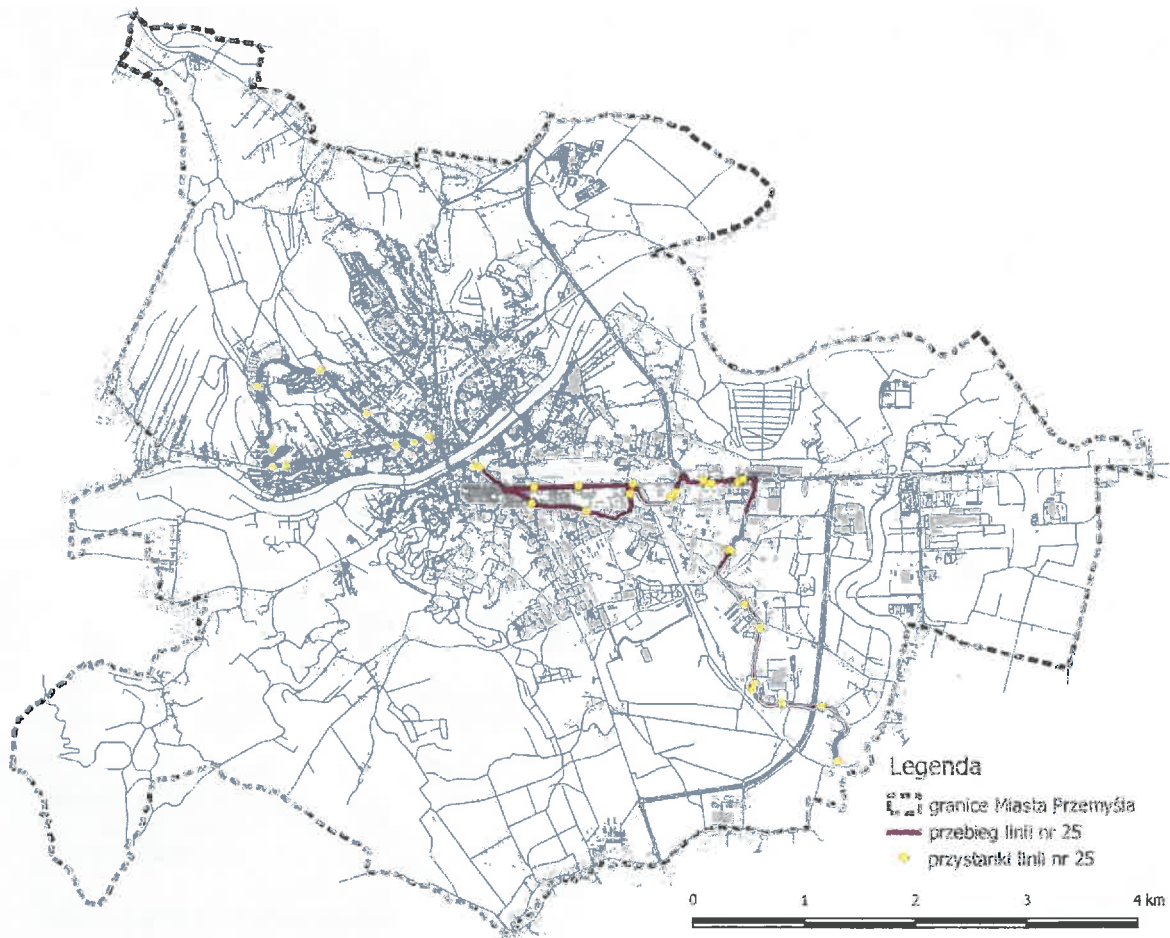 Legenda
granice Miasta Przemyśla
przebieg linii nr 25
przystanki linii nr 25
0 1 2 3 4 km